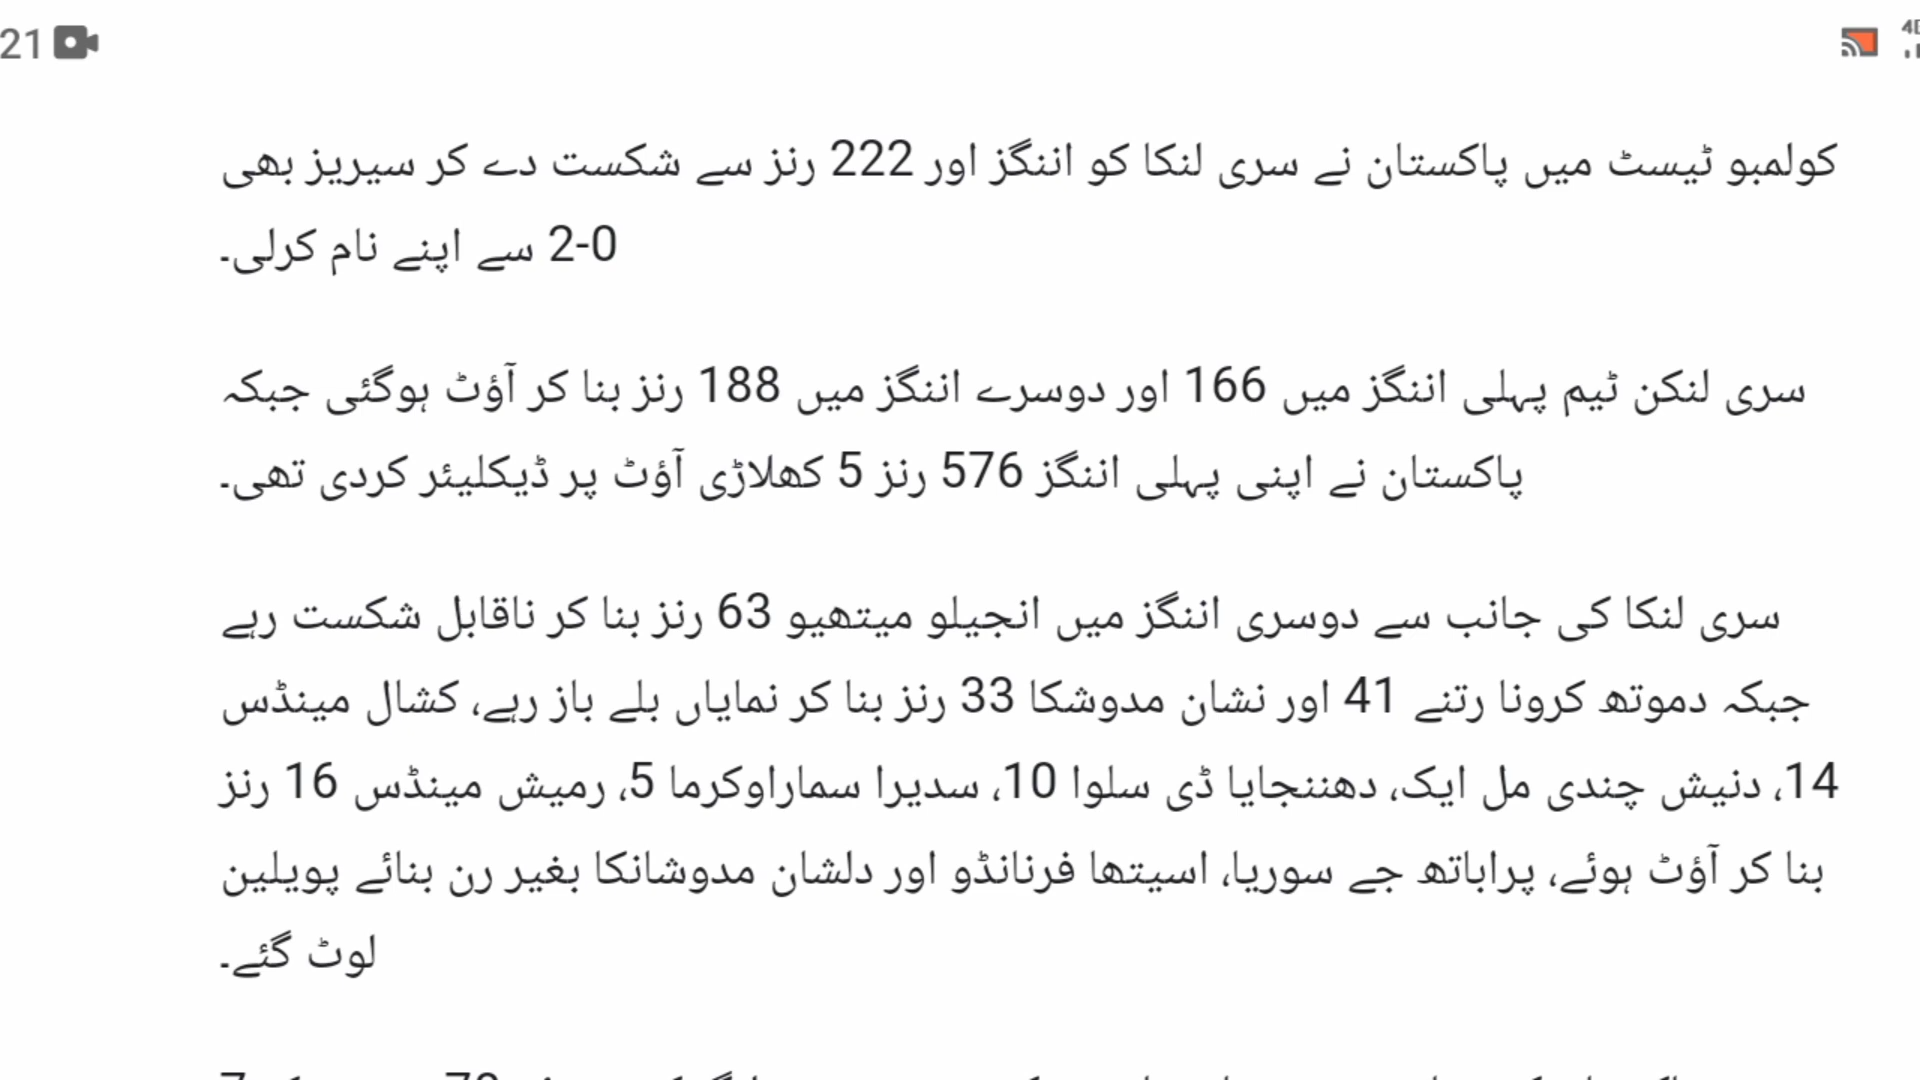 21
کولمبو ٹیسٹ میں پاکستان نے سری لنکا کو اننگز اور 222 رنز سے شکست دے کر سیریز بھی
2-0 سے اپنے نام کرلی۔
سری لنکن ٹیم پہلی اننگز میں 166 اور دوسرے اننگز میں 188 رنز بنا کر آؤٹ ہوگئی جبکہ
پاکستان نے اپنی پہلی اننگز 576 رنز 5 کھلاڑی آؤٹ پر ڈیکلیئر کردی تھی۔
سری لنکا کی جانب سے دوسری اننگز میں انجیلو میتھیو 63 رنز بنا کر ناقابل شکست رہے
جبکہ دموتھ کرونا رتنے 41 اور نشان مدوشکا 33 رنز بنا کر نمایاں بلے باز رہے، کشال مینڈس
14، دنیش چندی مل ایک، دھننجایا ڈی سلوا 10، سدیرا سماراوکرما 5، رمیش مینڈس 16 رنز
بنا کر آؤٹ ہوئے، پراباتھ جے سوریا، اسیتھا فرنانڈو اور دلشان مدوشانکا بغیر رن بنائے پویلین
لوٹ گئے۔